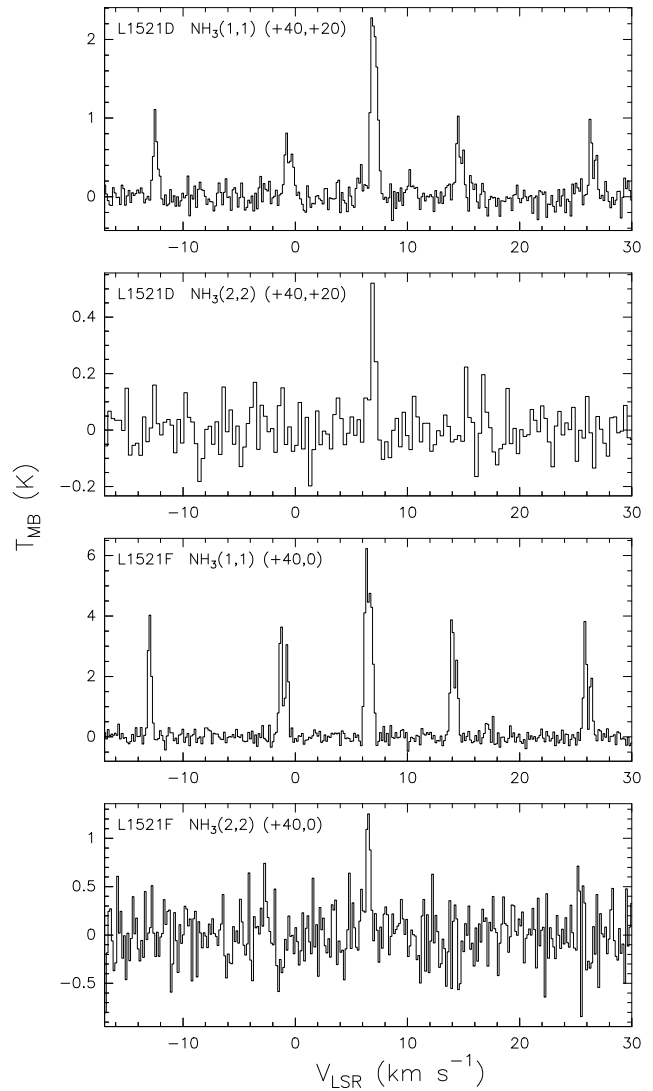 L1521D NH₃(1,1) (+40,+20)
2
1
0
−10 0 10 20 30
L1521D NH₃(2,2) (+40,+20)
0.4
0.2
0
−0.2
−10 0 10 20 30
T_MB (K)
L1521F NH₃(1,1) (+40,0)
6
4
2
0
−10 0 10 20 30
L1521F NH₃(2,2) (+40,0)
1
0.5
0
−0.5
−10 0 10 20 30
V_LSR (km s⁻¹)